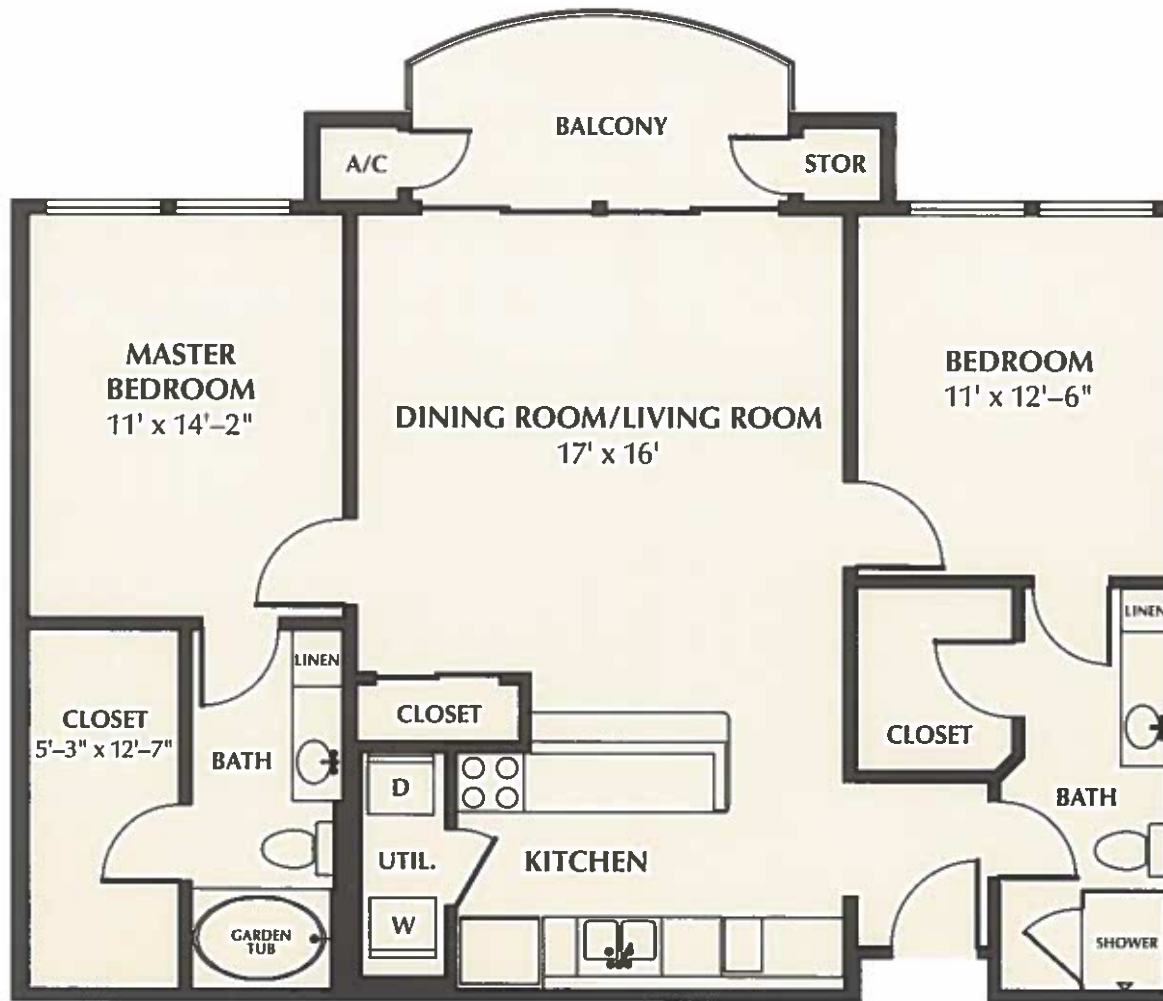 BALCONY
A/C
STOR
MASTER
BEDROOM
11' x 14'–2"
DINING ROOM/LIVING ROOM
17' x 16'
BEDROOM
11' x 12'–6"
LINEN
CLOSET
5'–3" x 12'–7"
BATH
GARDEN
TUB
CLOSET
D
UTIL.
W
KITCHEN
CLOSET
LINEN
BATH
SHOWER